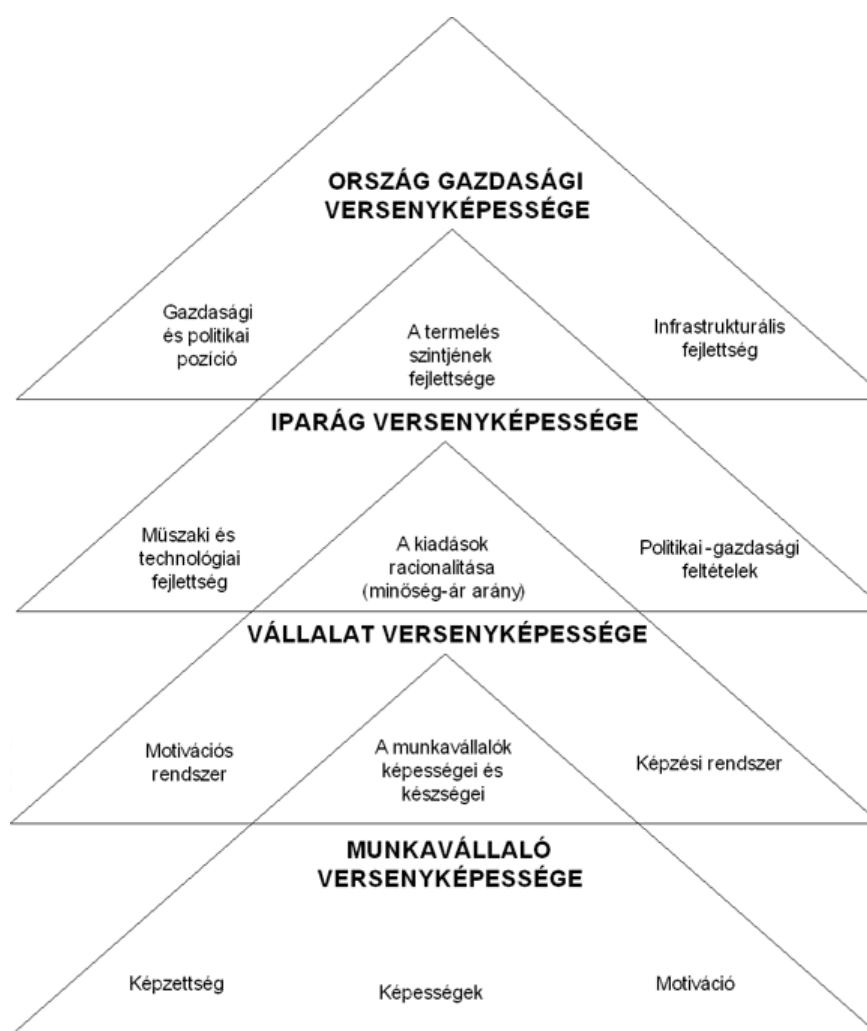 ORSZÁG GAZDASÁGI
VERSENYKÉPESSÉGE
Gazdasági
és politikai
pozíció
A termelés
szintjének
fejlettsége
Infrastrukturális
fejlettség
IPARÁG VERSENYKÉPESSÉGE
Műszaki és
technológiai
fejlettség
A kiadások
racionalitása
(minőség-ár arány)
Politikai-gazdasági
feltételek
VÁLLALAT VERSENYKÉPESSÉGE
Motivációs
rendszer
A munkavállalók
képességei és
készségei
Képzési rendszer
MUNKAVÁLLALÓ
VERSENYKÉPESSÉGE
Képzettség
Képességek
Motiváció